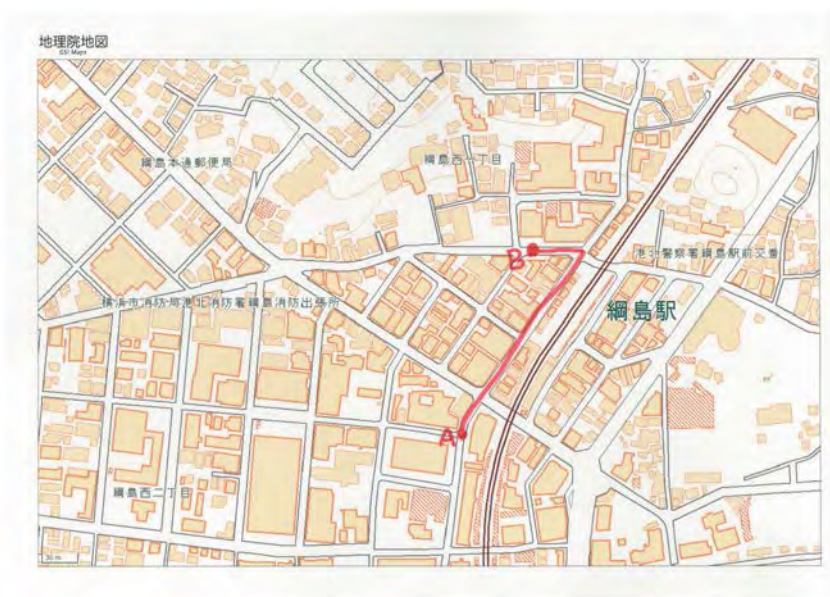 地理院地図
GSI Maps
綱島本通郵便局
綱島西一丁目
B
港北警察署綱島駅前交番
横浜市消防局港北消防署綱島消防出張所
綱島駅
A
綱島西二丁目
30 m